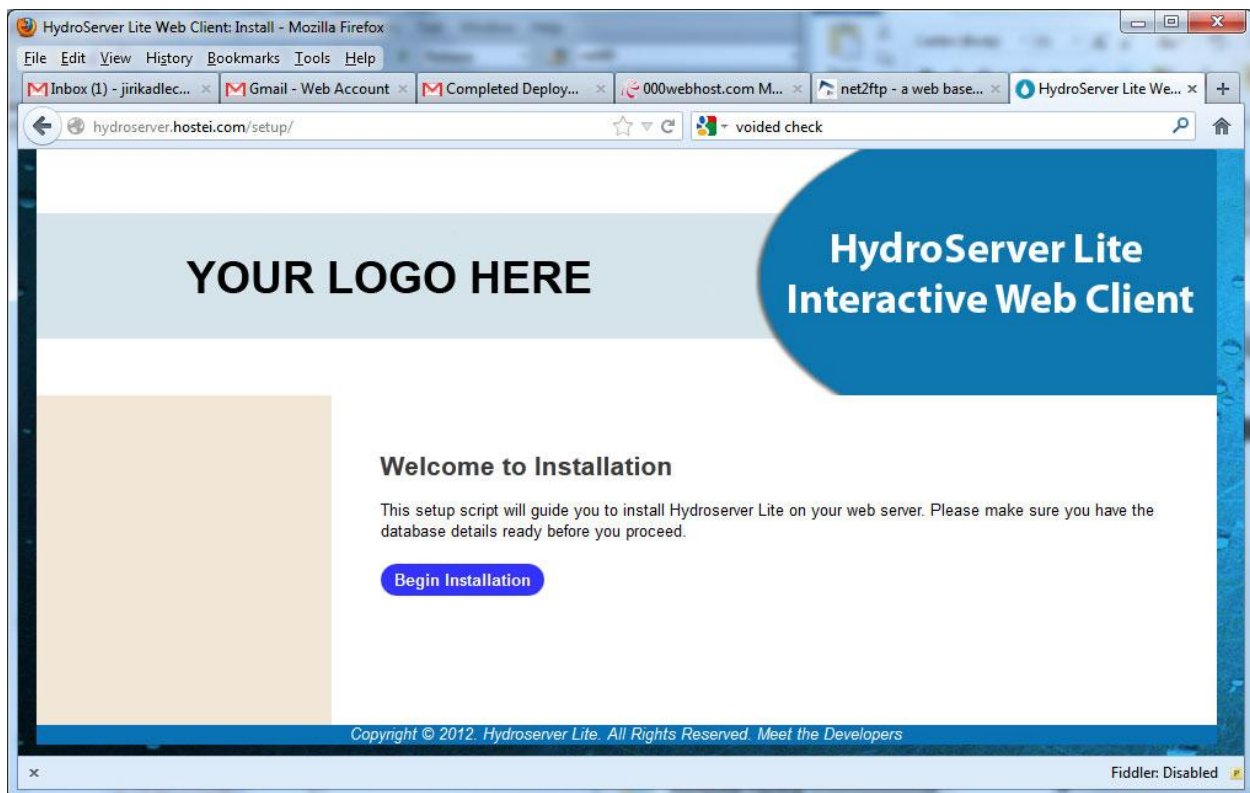 HydroServer Lite Web Client: Install - Mozilla Firefox
File Edit View History Bookmarks Tools Help
Inbox (1) - jirikadlec... Gmail - Web Account Completed Deploy... 000webhost.com M... net2ftp - a web base... HydroServer Lite We...
hydroserver.hostei.com/setup/ voided check
YOUR LOGO HERE
HydroServer Lite
Interactive Web Client
Welcome to Installation
This setup script will guide you to install Hydroserver Lite on your web server. Please make sure you have the
database details ready before you proceed.
Begin Installation
Copyright © 2012. Hydroserver Lite. All Rights Reserved. Meet the Developers
Fiddler: Disabled